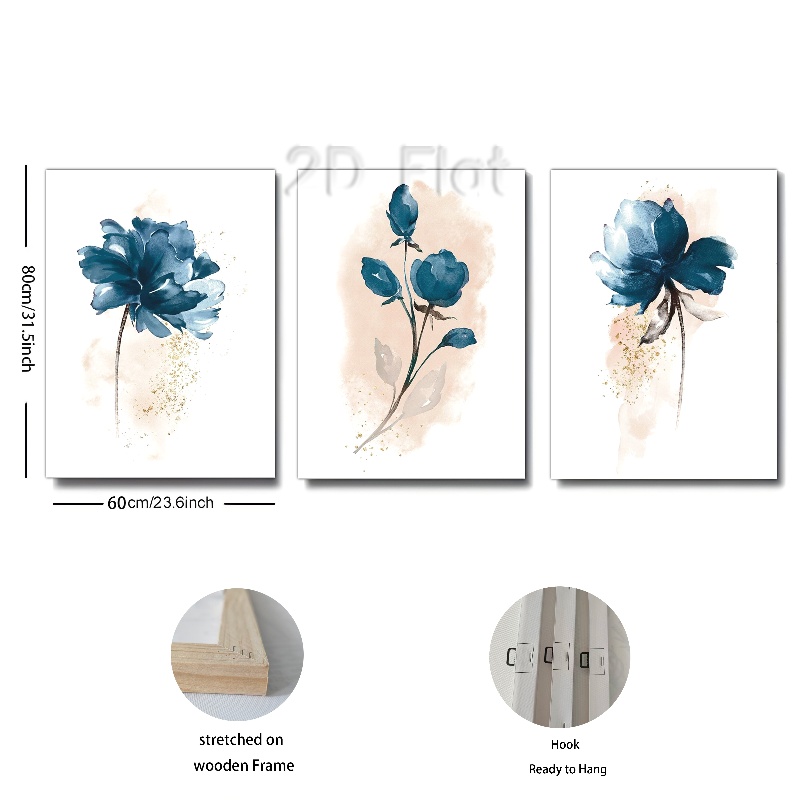 2D Flat
80cm/31.5inch
60cm/23.6inch
stretched on
wooden Frame
Hook
Ready to Hang